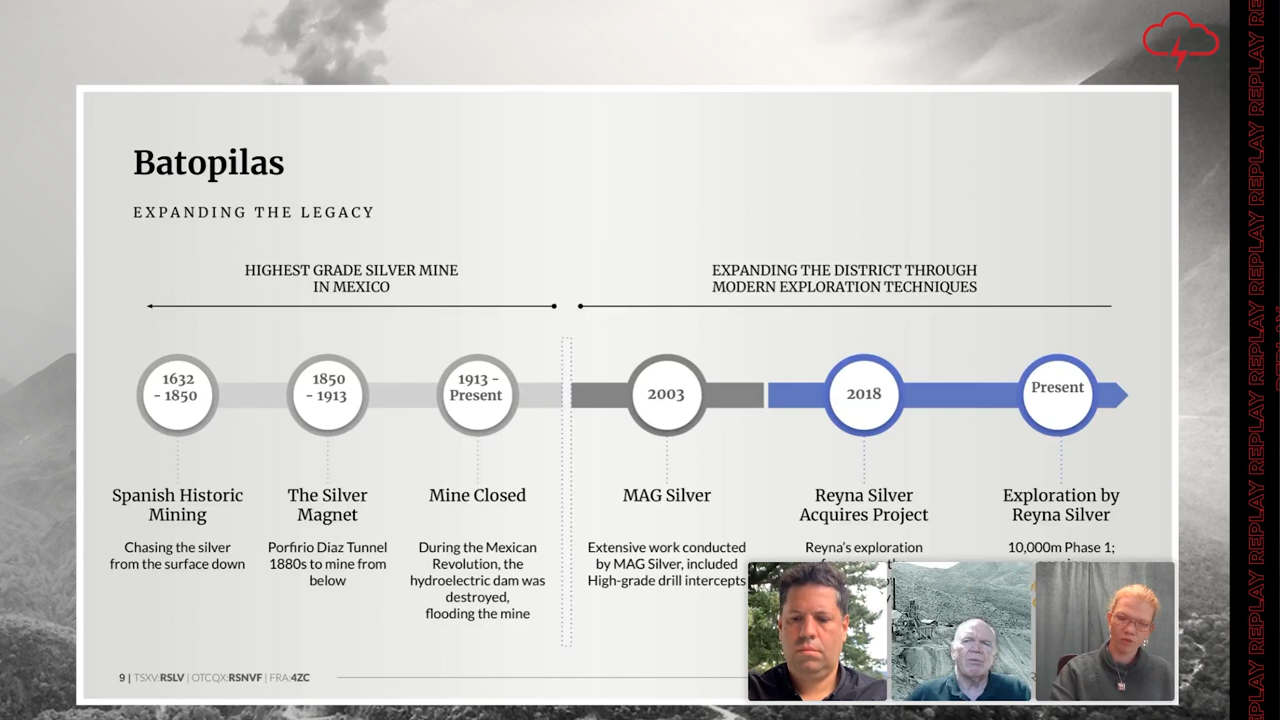 Batopilas
EXPANDING THE LEGACY
HIGHEST GRADE SILVER MINE
IN MEXICO
EXPANDING THE DISTRICT THROUGH
MODERN EXPLORATION TECHNIQUES
1632
- 1850
1850
- 1913
1913 -
Present
2003
2018
Present
Spanish Historic
Mining
Chasing the silver
from the surface down
The Silver
Magnet
Porfirio Diaz Tunnel
1880s to mine from
below
Mine Closed
During the Mexican
Revolution, the
hydroelectric dam was
destroyed,
flooding the mine
MAG Silver
Extensive work conducted
by MAG Silver, included
High-grade drill intercepts
Reyna Silver
Acquires Project
Reyna's exploration
Exploration by
Reyna Silver
10,000m Phase 1;
9 | TSXV:RSLV | OTCQX:RSNVF | FRA:4ZC
REPLAY REPLAY REPLAY REPLAY REPLAY REPLAY REPLAY REPLAY